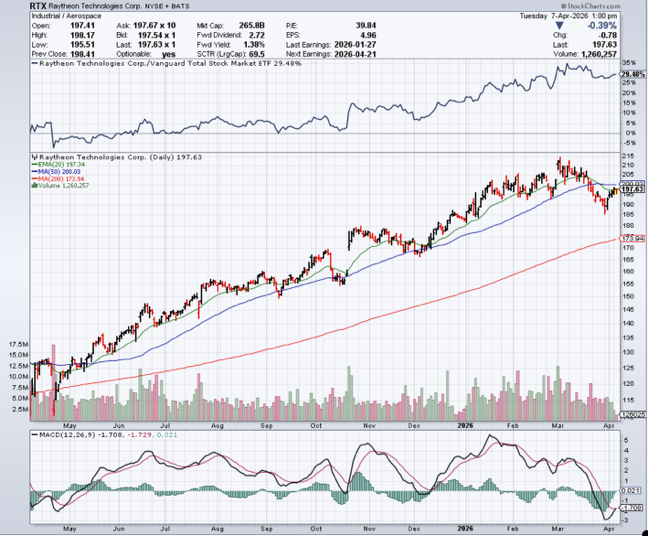 RTX Raytheon Technologies Corp. NYSE + BATS © StockCharts.com
Industrial / Aerospace Tuesday 7-Apr-2026 1:00 pm
Open: 197.41 Ask: 197.67 x 10 Mkt Cap: 265.8B P/E: 39.84 ▼ -0.39%
High: 198.17 Bid: 197.54 x 1 Fwd Dividend: 2.72 EPS: 4.96 Chg: -0.78
Low: 195.51 Last: 197.63 x 1 Fwd Yield: 1.38% Last Earnings: 2026-01-27 Last: 197.63
Prev Close: 198.41 Optionable: yes SCTR (LrgCap): 69.5 Next Earnings: 2026-04-21 Volume: 1,260,257
Raytheon Technologies Corp./Vanguard Total Stock Market ETF 29.48%
35%
29.48%
25%
20%
15%
10%
5%
0%
-5%
Raytheon Technologies Corp. (Daily) 197.63
EMA(20) 197.34
MA(50) 200.03
MA(200) 173.94
Volume 1,260,257
215
210
205
200.03
197.63
190
185
180
173.94
170
165
160
155
150
145
140
135
130
125
120
115
17.5M
15.0M
12.5M
10.0M
7.5M
5.0M
2.5M
May Jun Jul Aug Sep Oct Nov Dec 2026 Feb Mar Apr
MACD(12,26,9) -1.708, -1.729, 0.021
5
4
3
2
1
0.021
-1.708
-3
May Jun Jul Aug Sep Oct Nov Dec 2026 Feb Mar Apr